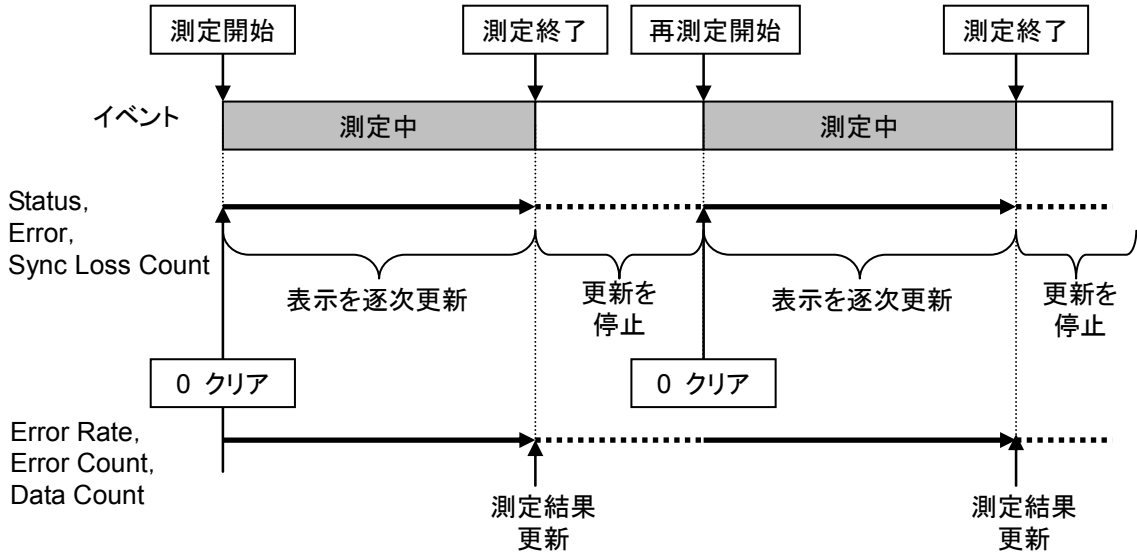 測定開始
測定終了
再測定開始
測定終了
イベント
測定中
測定中
Status,
Error,
Sync Loss Count
表示を逐次更新
更新を
停止
表示を逐次更新
更新を
停止
0 クリア
0 クリア
Error Rate,
Error Count,
Data Count
測定結果
更新
測定結果
更新